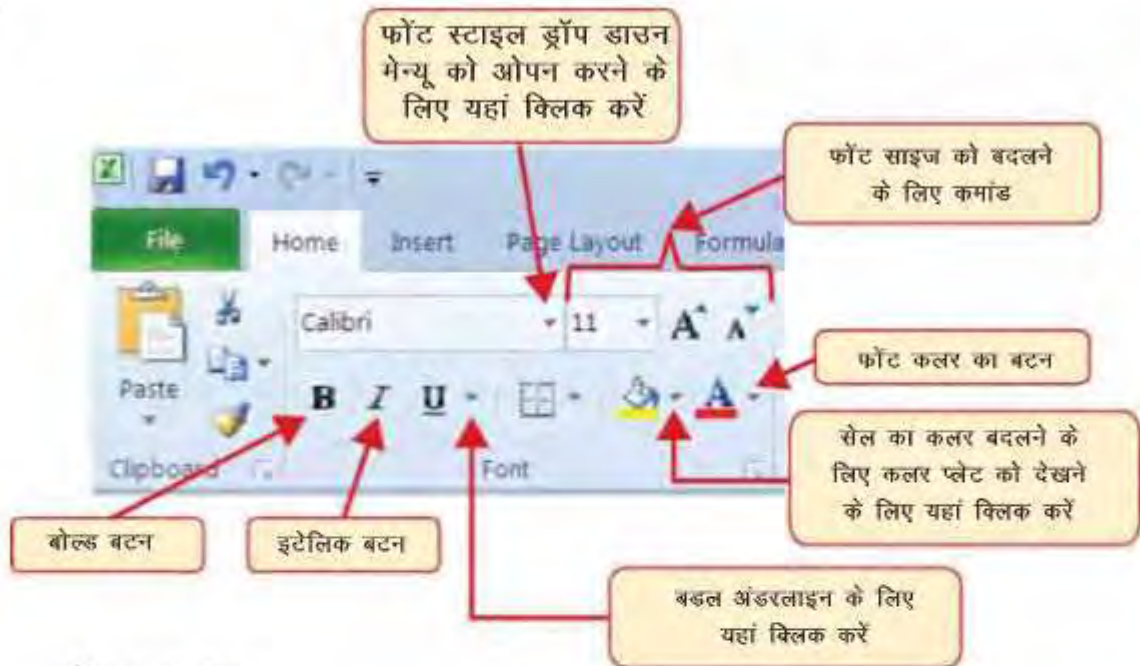 फोंट स्टाइल ड्रॉप डाउन
मेन्यू को ओपन करने के
लिए यहां क्लिक करें
फोंट साइज को बदलने
के लिए कमांड
File Home Insert Page Layout Formula
Calibri 11 A A
Paste
B I U A
फोंट कलर का बटन
Clipboard Font
सेल का कलर बदलने के
लिए कलर प्लेट को देखने
के लिए यहां क्लिक करें
बोल्ड बटन
इटेलिक बटन
बडल अंडरलाइन के लिए
यहां क्लिक करें